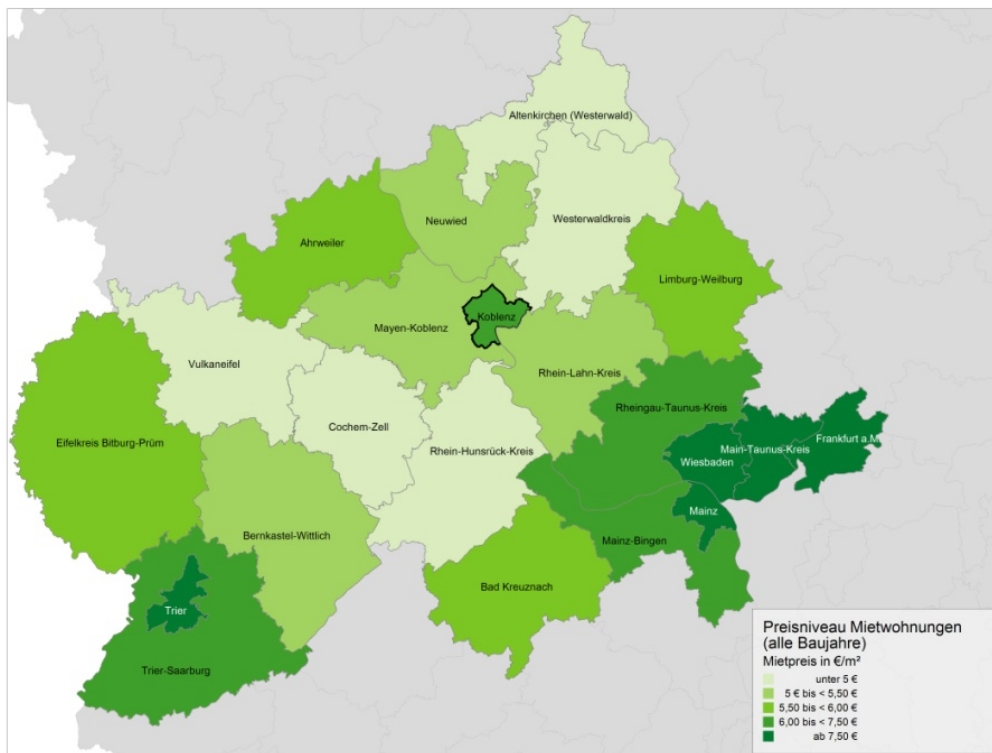 Altenkirchen (Westerwald)
Neuwied
Westerwaldkreis
Ahrweiler
Limburg-Weilburg
Koblenz
Mayen-Koblenz
Vulkaneifel
Rhein-Lahn-Kreis
Rheingau-Taunus-Kreis
Cochem-Zell
Eifelkreis Bitburg-Prüm
Frankfurt a.M
Rhein-Hunsrück-Kreis
Main-Taunus-Kreis
Wiesbaden
Mainz
Bernkastel-Wittlich
Mainz-Bingen
Bad Kreuznach
Trier
Trier-Saarburg
Preisniveau Mietwohnungen
(alle Baujahre)
Mietpreis in €/m²
unter 5 €
5 € bis < 5,50 €
5,50 bis < 6,00 €
6,00 bis < 7,50 €
ab 7,50 €